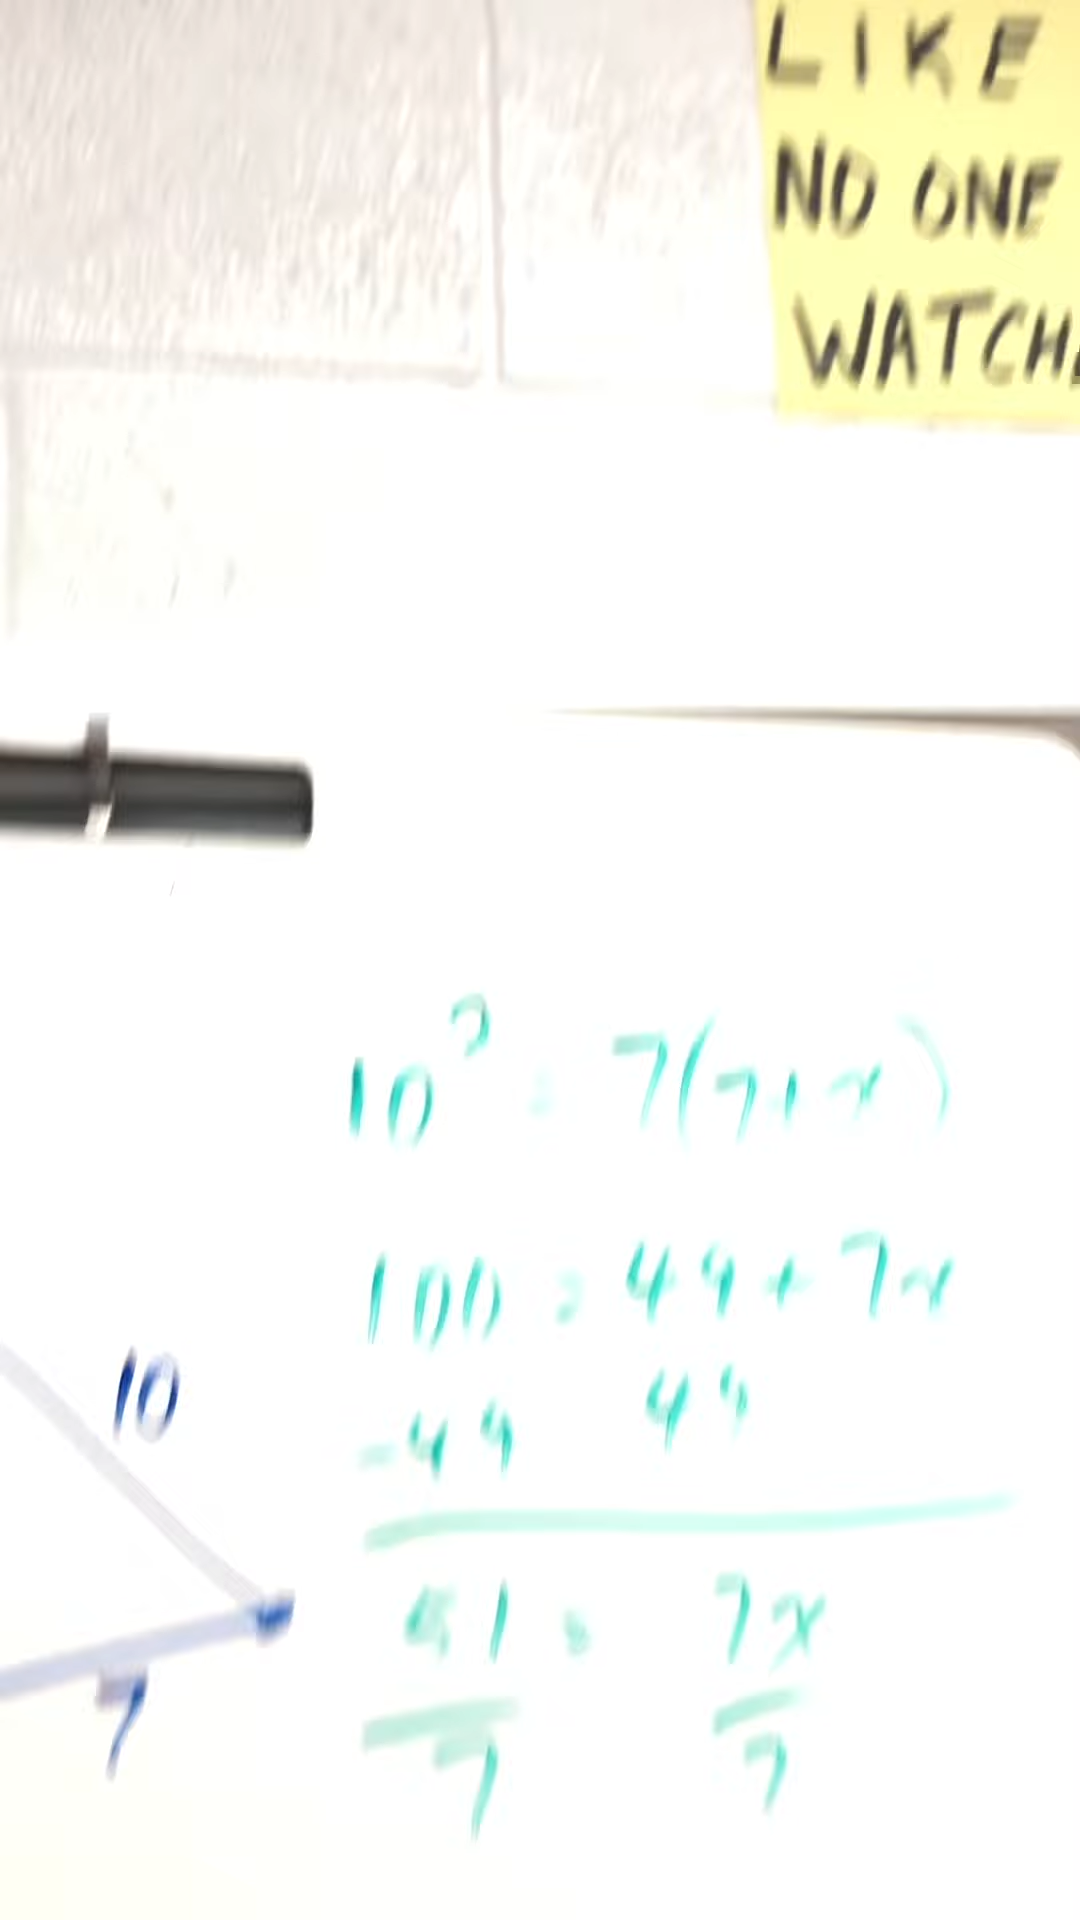 LIKE
NO ONE
WATCH
10² = 7(7+x)
100 = 49+7x
-49 49
51 = 7x
7 7
10
7